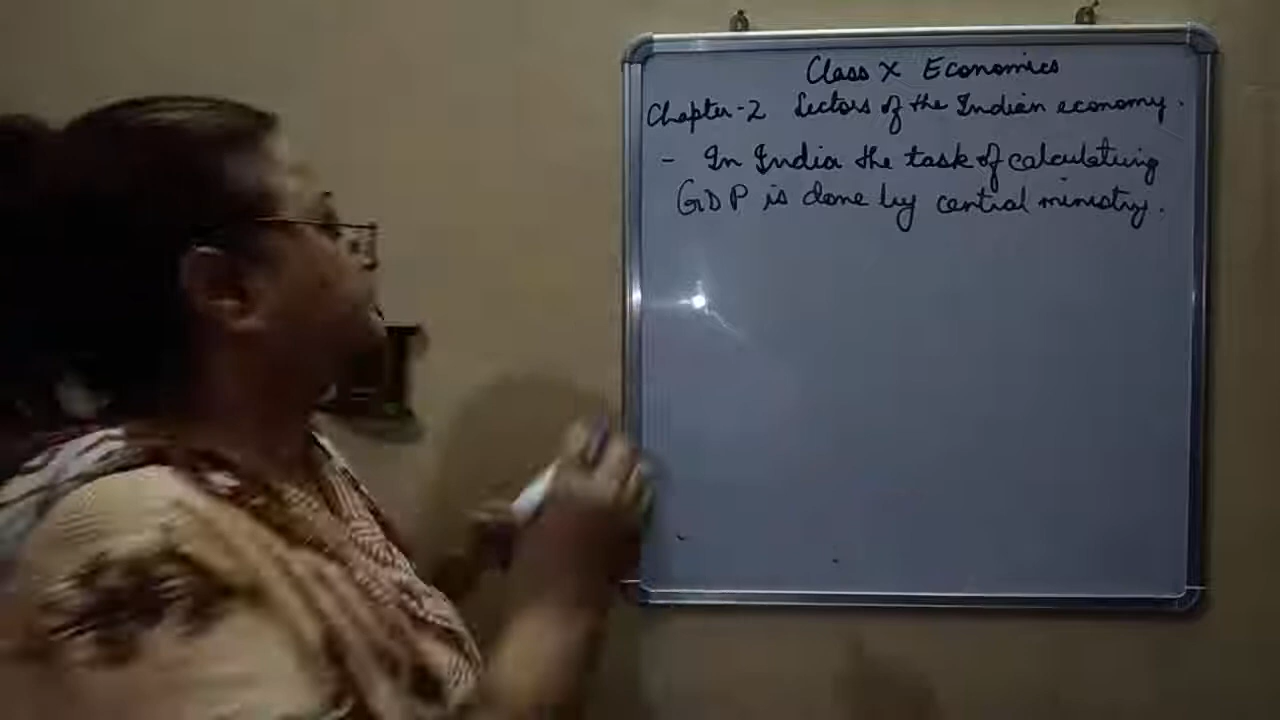 Class X Economics
Chapter-2 Sectors of the Indian economy.
- In India the task of calculating
GDP is done by central ministry.